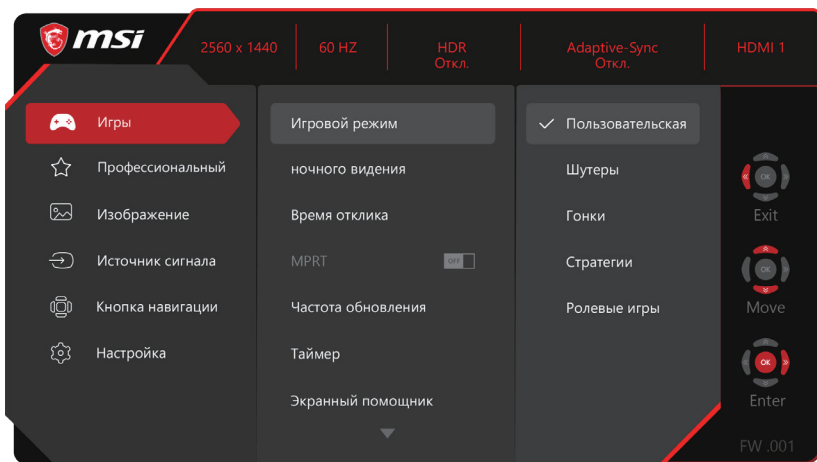 msi
2560 x 1440
60 HZ
HDR
Откл.
Adaptive-Sync
Откл.
HDMI 1
Игры
Профессиональный
Изображение
Источник сигнала
Кнопка навигации
Настройка
Игровой режим
ночного видения
Время отклика
MPRT
OFF
Частота обновления
Таймер
Экранный помощник
Пользовательская
Шутеры
Гонки
Стратегии
Ролевые игры
OK
Exit
OK
Move
OK
Enter
FW .001